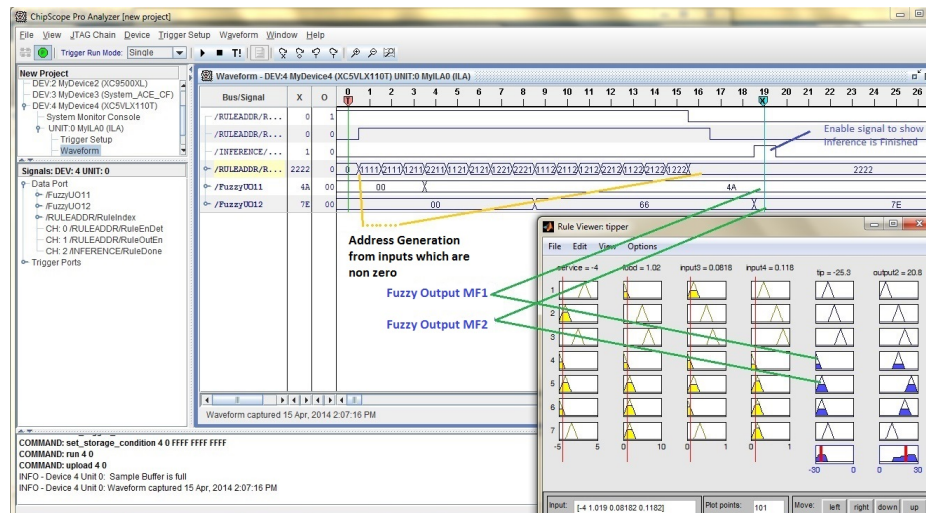 ChipScope Pro Analyzer [new project]
File View JTAG Chain Device Trigger Setup Waveform Window Help
Trigger Run Mode: Single T!
New Project
DEV:2 MyDevice2 (XC9500XL)
DEV:3 MyDevice3 (System_ACE_CF)
DEV:4 MyDevice4 (XC5VLX110T)
System Monitor Console
UNIT:0 MyILA0 (ILA)
Trigger Setup
Waveform
Signals: DEV: 4 UNIT: 0
Data Port
/FuzzyUO11
/FuzzyUO12
/RULEADDR/RuleIndex
CH: 0 /RULEADDR/RuleEnDet
CH: 1 /RULEADDR/RuleOutEn
CH: 2 /INFERENCE/RuleDone
Trigger Ports
Waveform - DEV:4 MyDevice4 (XC5VLX110T) UNIT:0 MyILA0 (ILA)
Bus/Signal X O 0 1 2 3 4 5 6 7 8 9 10 11 12 13 14 15 16 17 18 19 20 21 22 23 24 25 26
T X
/RULEADDR/R... 0 1
/RULEADDR/R... 0 0
/INFERENCE/... 1 0
/RULEADDR/R... 2222 0 0 1111 2111 1211 2211 1121 2121 1221 2221 1112 2112 1212 2212 1122 2122 1222 2222
/FuzzyUO11 4A 00 00 4A
/FuzzyUO12 7E 00 00 66 7E
Enable signal to show
Inference is Finished
Address Generation
from inputs which are
non zero
Fuzzy Output MF1
Fuzzy Output MF2
Waveform captured 15 Apr, 2014 2:07:16 PM
Rule Viewer: tipper
File Edit View Options
service = -4 food = 1.02 input3 = 0.0818 input4 = 0.118 tip = -25.3 output2 = 20.8
1
2
3
4
5
6
7
-5 5 0 10 0 1 0 1
-30 0 0 30
Input: [-4 1.019 0.08182 0.1182] Plot points: 101 Move: left right down up
COMMAND: set_storage_condition 4 0 FFFF FFFF FFFF
COMMAND: run 4 0
COMMAND: upload 4 0
INFO - Device 4 Unit 0: Sample Buffer is full
INFO - Device 4 Unit 0: Waveform captured 15 Apr, 2014 2:07:16 PM